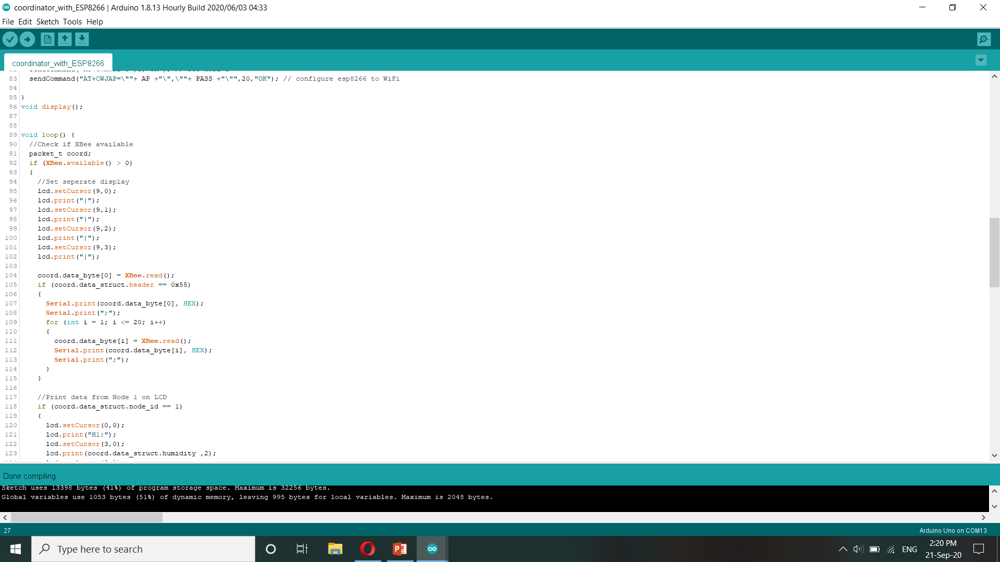 coordinator_with_ESP8266 | Arduino 1.8.13 Hourly Build 2020/06/03 04:33
File Edit Sketch Tools Help
coordinator_with_ESP8266
83 sendCommand("AT+CWJAP=\""+ AP +"\",\""+ PASS +"\"",20,"OK"); // configure esp8266 to WiFi
84
85 }
86 void display();
87
88
89 void loop() {
90 //Check if XBee available
91 packet_t coord;
92 if (XBee.available() > 0)
93 {
94 //Set seperate display
95 lcd.setCursor(9,0);
96 lcd.print("|");
97 lcd.setCursor(9,1);
98 lcd.print("|");
99 lcd.setCursor(9,2);
100 lcd.print("|");
101 lcd.setCursor(9,3);
102 lcd.print("|");
103
104 coord.data_byte[0] = XBee.read();
105 if (coord.data_struct.header == 0x55)
106 {
107 Serial.print(coord.data_byte[0], HEX);
108 Serial.print(";");
109 for (int i = 1; i <= 20; i++)
110 {
111 coord.data_byte[i] = XBee.read();
112 Serial.print(coord.data_byte[i], HEX);
113 Serial.print(";");
114 }
115 }
116
117 //Print data from Node 1 on LCD
118 if (coord.data_struct.node_id == 1)
119 {
120 lcd.setCursor(0,0);
121 lcd.print("H1:");
122 lcd.setCursor(3,0);
123 lcd.print(coord.data_struct.humidity ,2);
Done compiling.
Sketch uses 13398 bytes (41%) of program storage space. Maximum is 32256 bytes.
Global variables use 1053 bytes (51%) of dynamic memory, leaving 995 bytes for local variables. Maximum is 2048 bytes.
27
Arduino Uno on COM13
Type here to search
ENG
2:20 PM
21-Sep-20